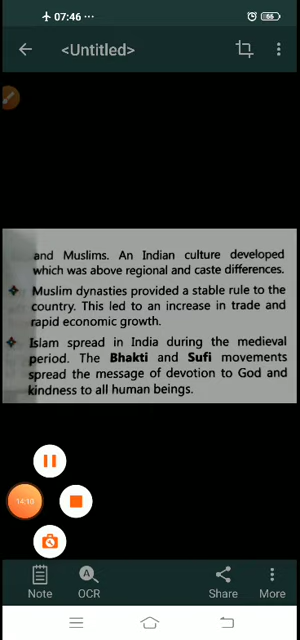 07:46 ...
55
<Untitled>
and Muslims. An Indian culture developed
which was above regional and caste differences.
Muslim dynasties provided a stable rule to the
country. This led to an increase in trade and
rapid economic growth.
Islam spread in India during the medieval
period. The Bhakti and Sufi movements
spread the message of devotion to God and
kindness to all human beings.
14:10
A
Note OCR Share More